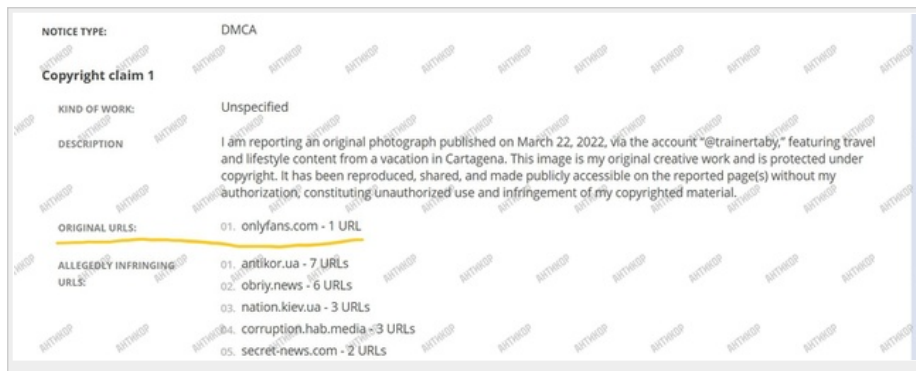 NOTICE TYPE: DMCA
Copyright claim 1
KIND OF WORK: Unspecified
DESCRIPTION I am reporting an original photograph published on March 22, 2022, via the account "@trainertaby," featuring travel
and lifestyle content from a vacation in Cartagena. This image is my original creative work and is protected under
copyright. It has been reproduced, shared, and made publicly accessible on the reported page(s) without my
authorization, constituting unauthorized use and infringement of my copyrighted material.
ORIGINAL URLS: 01. onlyfans.com - 1 URL
ALLEGEDLY INFRINGING 01. antikor.ua - 7 URLs
URLS: 02. obriy.news - 6 URLs
03. nation.kiev.ua - 3 URLs
04. corruption.hab.media - 3 URLs
05. secret-news.com - 2 URLs
АНТИКОР